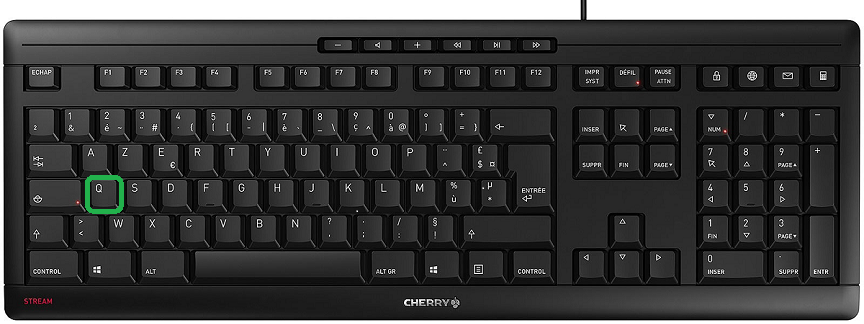 ECHAP F1 F2 F3 F4 F5 F6 F7 F8 F9 F10 F11 F12 IMPR SYST DÉFIL PAUSE ATTN
² 1 & 2 é ~ 3 " # 4 ' { 5 ( [ 6 - | 7 è ` 8 _ \ 9 ç ^ 0 à @ ° ) ] + = } INSER PAGE NUM / * -
A Z E € R T Y U I O P ¨ ^ £ $ ¤ ENTRÉE SUPPR FIN PAGE 7 8 9 PAGE +
Q S D F G H J K L M % ù µ * 4 5 6
> < W X C V B N ? , . ; / : § ! 1 FIN 2 3 PAGE
CONTROL ALT ALT GR CONTROL 0 INSER . SUPPR ENTR
STREAM CHERRY